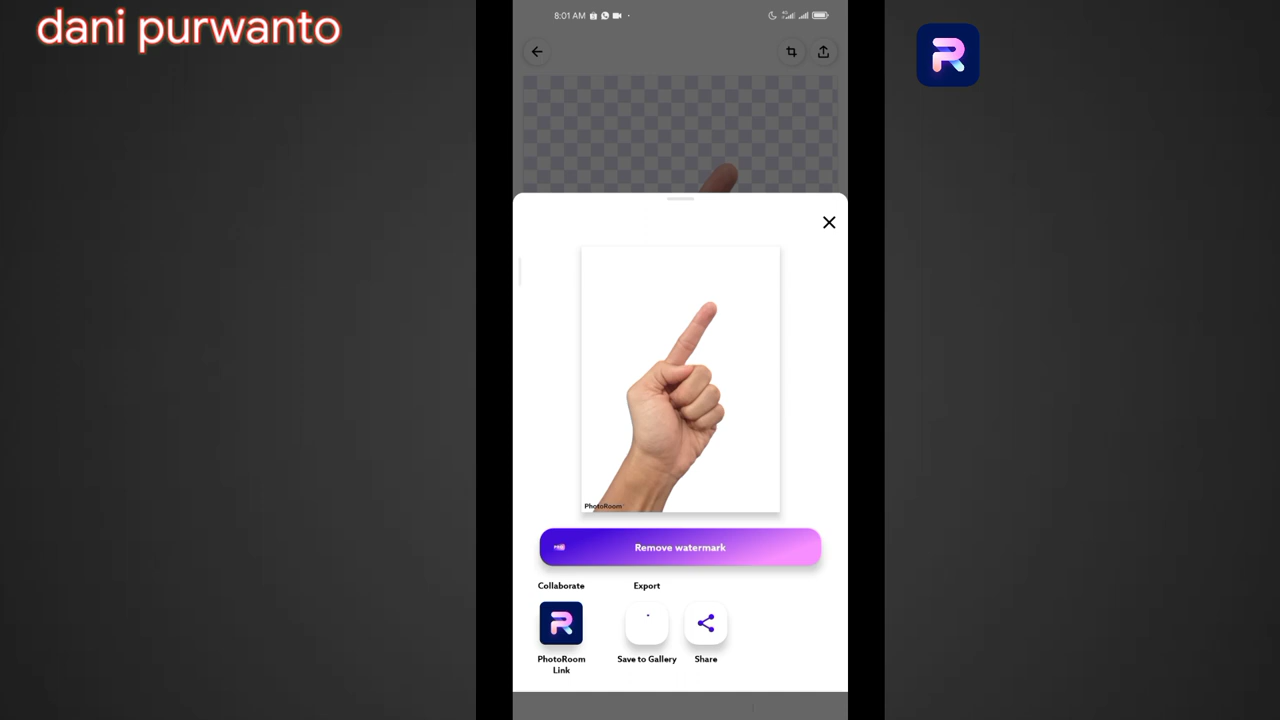 dani purwanto
8:01 AM
PhotoRoom
Remove watermark
Collaborate
Export
PhotoRoom
Link
Save to Gallery
Share